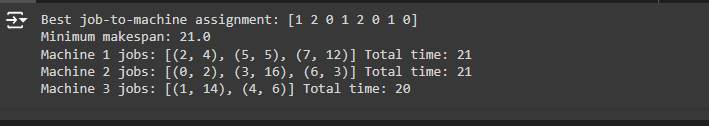 Best job-to-machine assignment: [1 2 0 1 2 0 1 0]
Minimum makespan: 21.0
Machine 1 jobs: [(2, 4), (5, 5), (7, 12)] Total time: 21
Machine 2 jobs: [(0, 2), (3, 16), (6, 3)] Total time: 21
Machine 3 jobs: [(1, 14), (4, 6)] Total time: 20